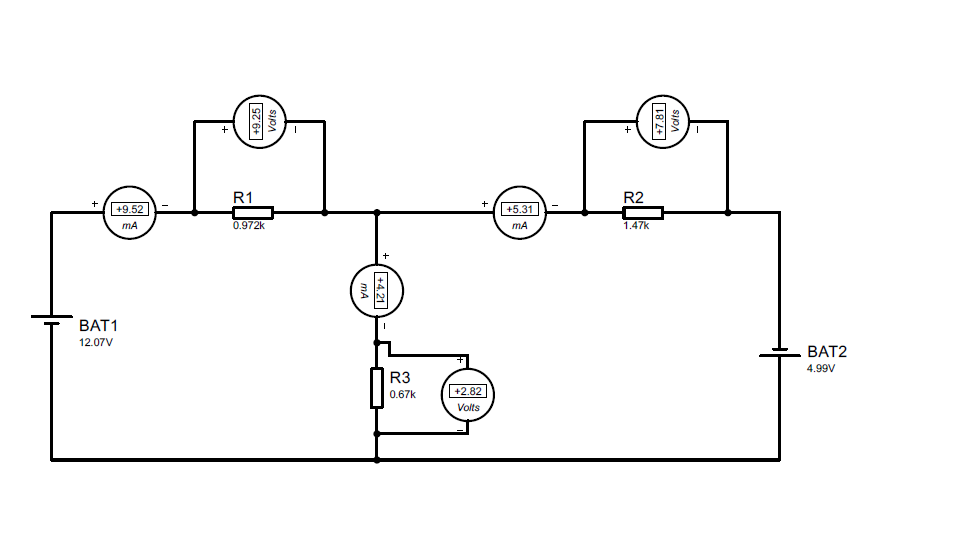 +9.25
Volts
+ −
+7.81
Volts
+ −
R1
0.972k
R2
1.47k
+ −
+9.52
mA
+ −
+5.31
mA
+
+4.21
mA
−
BAT1
12.07V
BAT2
4.99V
R3
0.67k
+
+2.82
Volts
−